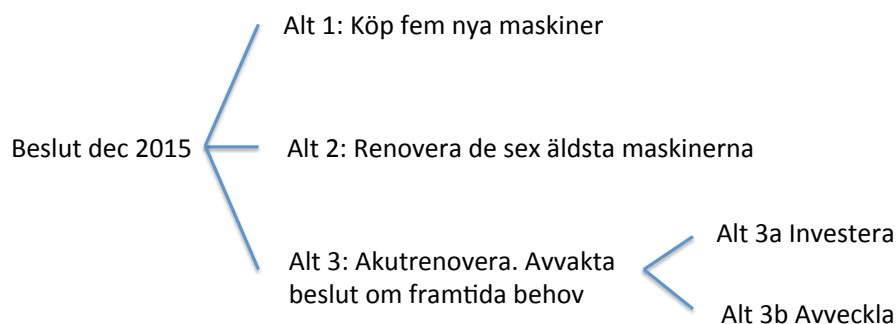 Alt 1: Köp fem nya maskiner
Beslut dec 2015
Alt 2: Renovera de sex äldsta maskinerna
Alt 3: Akutrenovera. Avvakta
beslut om framtida behov
Alt 3a Investera
Alt 3b Avveckla